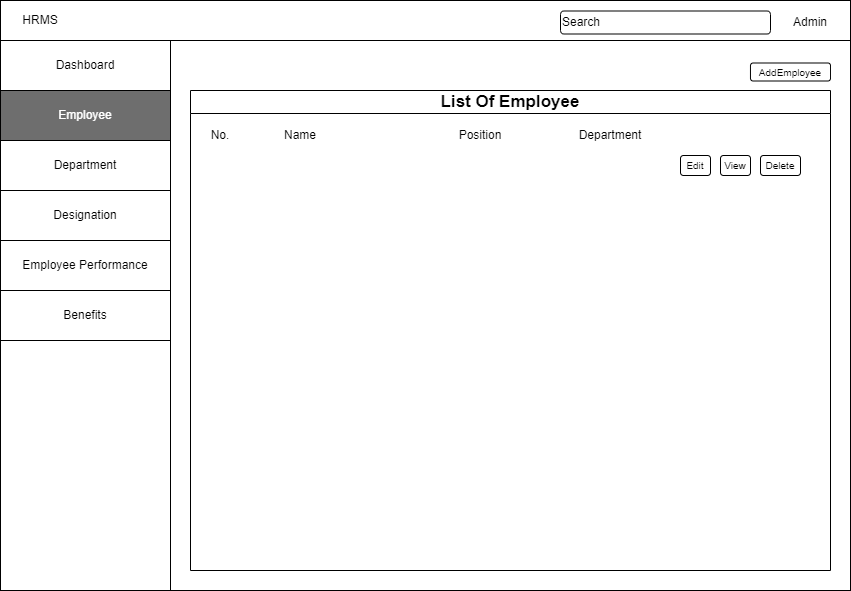 HRMS Search Admin
Dashboard
AddEmployee
Employee
List Of Employee
No. Name Position Department
Department
Edit View Delete
Designation
Employee Performance
Benefits